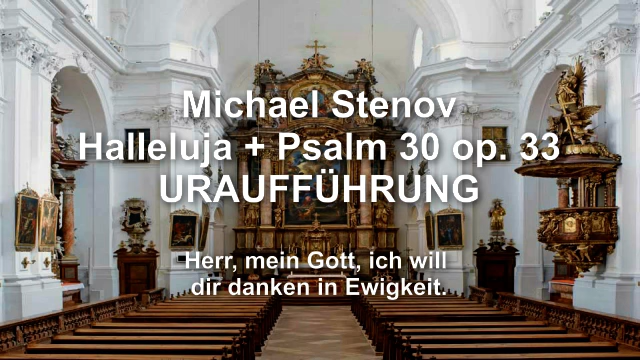 Michael Stenov
Halleluja + Psalm 30 op. 33
URAUFFÜHRUNG
Herr, mein Gott, ich will
dir danken in Ewigkeit.